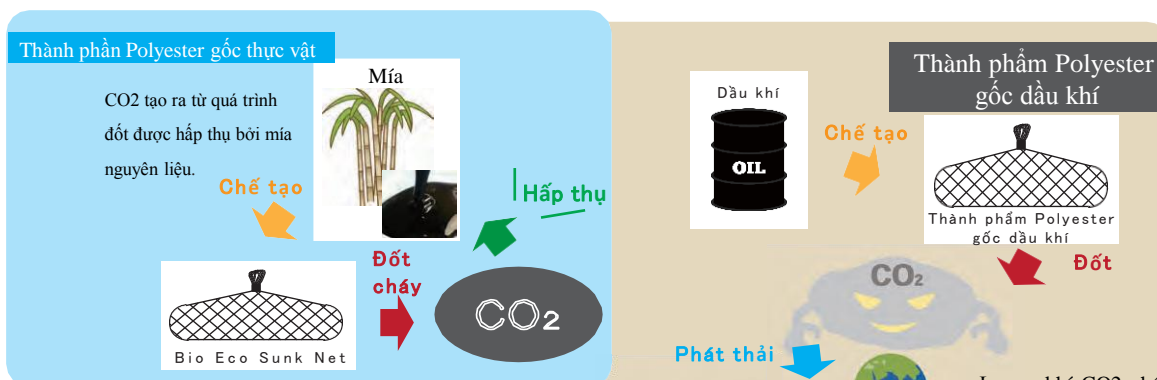 Thành phần Polyester gốc thực vật
Mía
CO2 tạo ra từ quá trình
đốt được hấp thụ bởi mía
nguyên liệu.
Chế tạo
Hấp thụ
Đốt
cháy
CO2
Bio Eco Sunk Net
Thành phẩm Polyester
gốc dầu khí
Dầu khí
OIL
Chế tạo
Thành phẩm Polyester
gốc dầu khí
Đốt
CO2
Phát thải